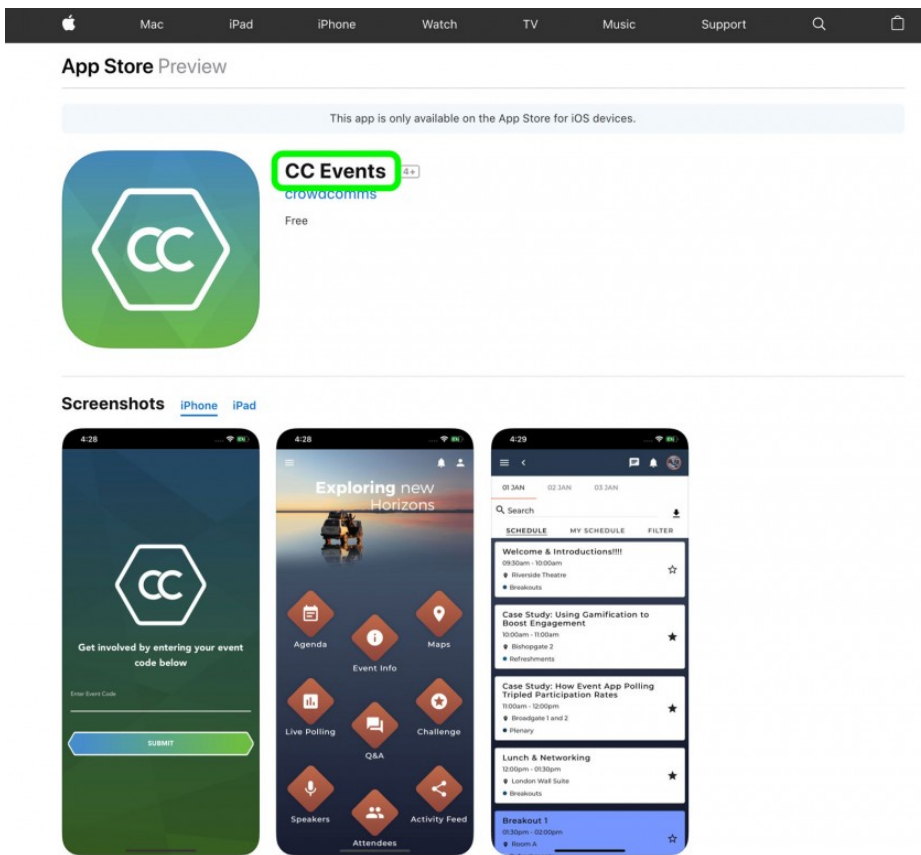 Mac iPad iPhone Watch TV Music Support
App Store Preview
This app is only available on the App Store for iOS devices.
CC
CC Events 4+
crowdcomms
Free
Screenshots iPhone iPad
4:28
CC
Get involved by entering your event
code below
Enter Event Code
SUBMIT
4:28
Exploring new
Horizons
Agenda
Event Info
Maps
Live Polling
Q&A
Challenge
Speakers
Attendees
Activity Feed
4:29
01 JAN 02 JAN 03 JAN
Search
SCHEDULE MY SCHEDULE FILTER
Welcome & Introductions!!!!
09:30am - 10:00am
Riverside Theatre
Breakouts
Case Study: Using Gamification to
Boost Engagement
10:00am - 11:00am
Bishopgate 2
Refreshments
Case Study: How Event App Polling
Tripled Participation Rates
11:00am - 12:00pm
Broadgate 1 and 2
Plenary
Lunch & Networking
12:00pm - 01:30pm
London Wall Suite
Breakouts
Breakout 1
01:30pm - 02:00pm
Room A